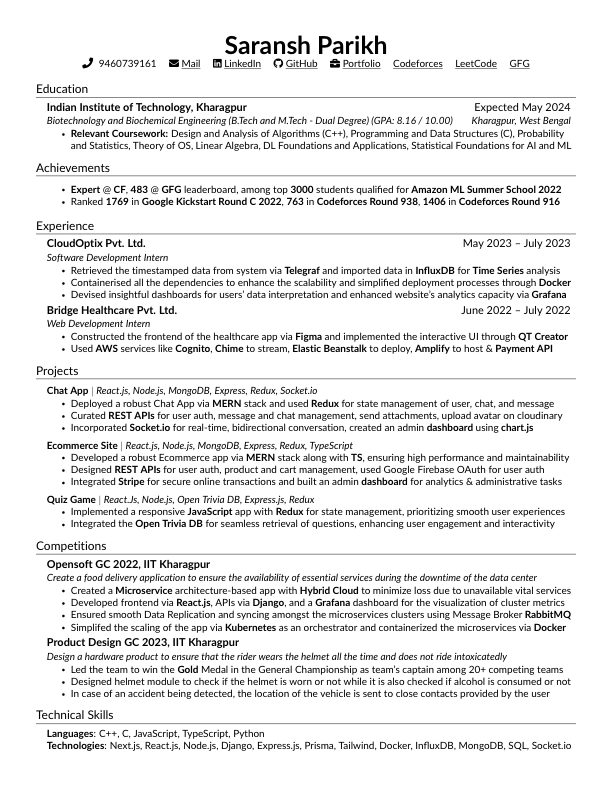 Saransh Parikh
9460739161 Mail LinkedIn GitHub Portfolio Codeforces LeetCode GFG
Education
Indian Institute of Technology, Kharagpur Expected May 2024
Biotechnology and Biochemical Engineering (B.Tech and M.Tech - Dual Degree) (GPA: 8.16 / 10.00) Kharagpur, West Bengal
• Relevant Coursework: Design and Analysis of Algorithms (C++), Programming and Data Structures (C), Probability
and Statistics, Theory of OS, Linear Algebra, DL Foundations and Applications, Statistical Foundations for AI and ML
Achievements
• Expert @ CF, 483 @ GFG leaderboard, among top 3000 students qualified for Amazon ML Summer School 2022
• Ranked 1769 in Google Kickstart Round C 2022, 763 in Codeforces Round 938, 1406 in Codeforces Round 916
Experience
CloudOptix Pvt. Ltd. May 2023 – July 2023
Software Development Intern
• Retrieved the timestamped data from system via Telegraf and imported data in InfluxDB for Time Series analysis
• Containerised all the dependencies to enhance the scalability and simplified deployment processes through Docker
• Devised insightful dashboards for users' data interpretation and enhanced website's analytics capacity via Grafana
Bridge Healthcare Pvt. Ltd. June 2022 – July 2022
Web Development Intern
• Constructed the frontend of the healthcare app via Figma and implemented the interactive UI through QT Creator
• Used AWS services like Cognito, Chime to stream, Elastic Beanstalk to deploy, Amplify to host & Payment API
Projects
Chat App | React.js, Node.js, MongoDB, Express, Redux, Socket.io
• Deployed a robust Chat App via MERN stack and used Redux for state management of user, chat, and message
• Curated REST APIs for user auth, message and chat management, send attachments, upload avatar on cloudinary
• Incorporated Socket.io for real-time, bidirectional conversation, created an admin dashboard using chart.js
Ecommerce Site | React.js, Node.js, MongoDB, Express, Redux, TypeScript
• Developed a robust Ecommerce app via MERN stack along with TS, ensuring high performance and maintainability
• Designed REST APIs for user auth, product and cart management, used Google Firebase OAuth for user auth
• Integrated Stripe for secure online transactions and built an admin dashboard for analytics & administrative tasks
Quiz Game | React.Js, Node.js, Open Trivia DB, Express.js, Redux
• Implemented a responsive JavaScript app with Redux for state management, prioritizing smooth user experiences
• Integrated the Open Trivia DB for seamless retrieval of questions, enhancing user engagement and interactivity
Competitions
Opensoft GC 2022, IIT Kharagpur
Create a food delivery application to ensure the availability of essential services during the downtime of the data center
• Created a Microservice architecture-based app with Hybrid Cloud to minimize loss due to unavailable vital services
• Developed frontend via React.js, APIs via Django, and a Grafana dashboard for the visualization of cluster metrics
• Ensured smooth Data Replication and syncing amongst the microservices clusters using Message Broker RabbitMQ
• Simplifed the scaling of the app via Kubernetes as an orchestrator and containerized the microservices via Docker
Product Design GC 2023, IIT Kharagpur
Design a hardware product to ensure that the rider wears the helmet all the time and does not ride intoxicatedly
• Led the team to win the Gold Medal in the General Championship as team's captain among 20+ competing teams
• Designed helmet module to check if the helmet is worn or not while it is also checked if alcohol is consumed or not
• In case of an accident being detected, the location of the vehicle is sent to close contacts provided by the user
Technical Skills
Languages: C++, C, JavaScript, TypeScript, Python
Technologies: Next.js, React.js, Node.js, Django, Express.js, Prisma, Tailwind, Docker, InfluxDB, MongoDB, SQL, Socket.io